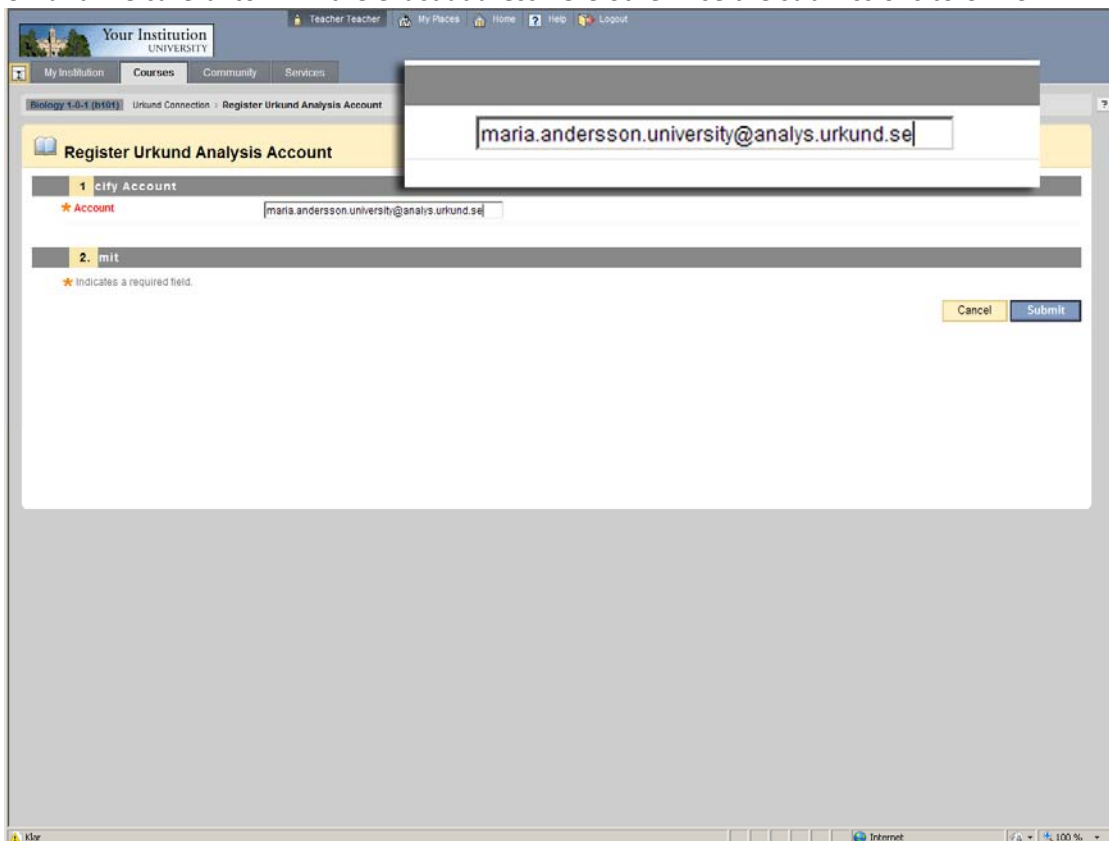 Teacher Teacher My Places Home ? Help Logout
Your Institution
UNIVERSITY
My Institution Courses Community Services
Biology 1-0-1 (b101) Urkund Connection > Register Urkund Analysis Account
?
maria.andersson.university@analys.urkund.se
Register Urkund Analysis Account
1 cify Account
* Account maria.andersson.university@analys.urkund.se
2. mit
* Indicates a required field.
Cancel Submit
Klar Internet 100 %